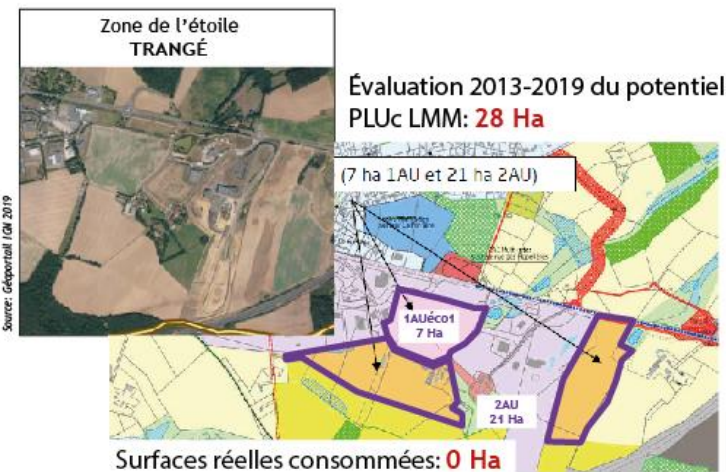 Zone de l'étoile
TRANGÉ
Évaluation 2013-2019 du potentiel
PLUc LMM: 28 Ha
(7 ha 1AU et 21 ha 2AU)
Source: Géoportail IGN 2019
1AUéco1
7 Ha
2AU
21 Ha
Surfaces réelles consommées: 0 Ha